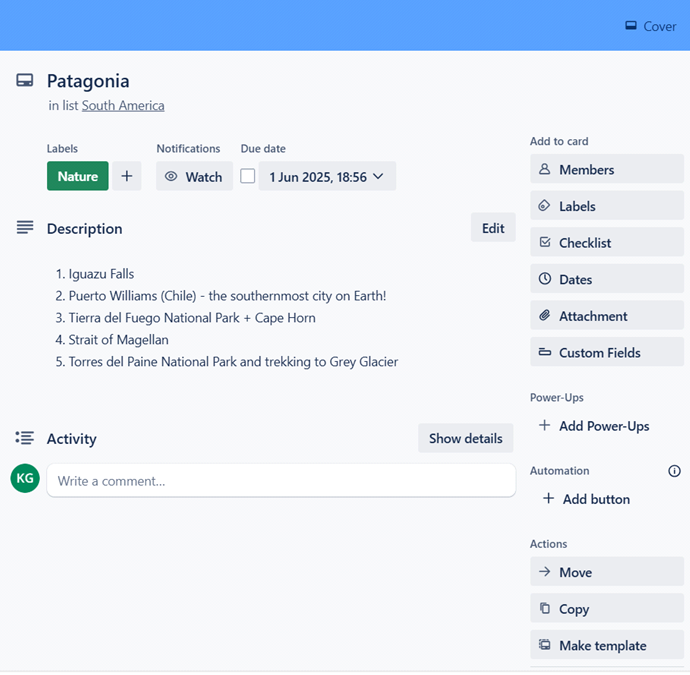 Cover
Patagonia
in list South America
Labels
Notifications
Due date
Nature
+
Watch
1 Jun 2025, 18:56
Description
Edit
1. Iguazu Falls
2. Puerto Williams (Chile) - the southernmost city on Earth!
3. Tierra del Fuego National Park + Cape Horn
4. Strait of Magellan
5. Torres del Paine National Park and trekking to Grey Glacier
Activity
Show details
KG
Write a comment...
Add to card
Members
Labels
Checklist
Dates
Attachment
Custom Fields
Power-Ups
+ Add Power-Ups
Automation
+ Add button
Actions
Move
Copy
Make template